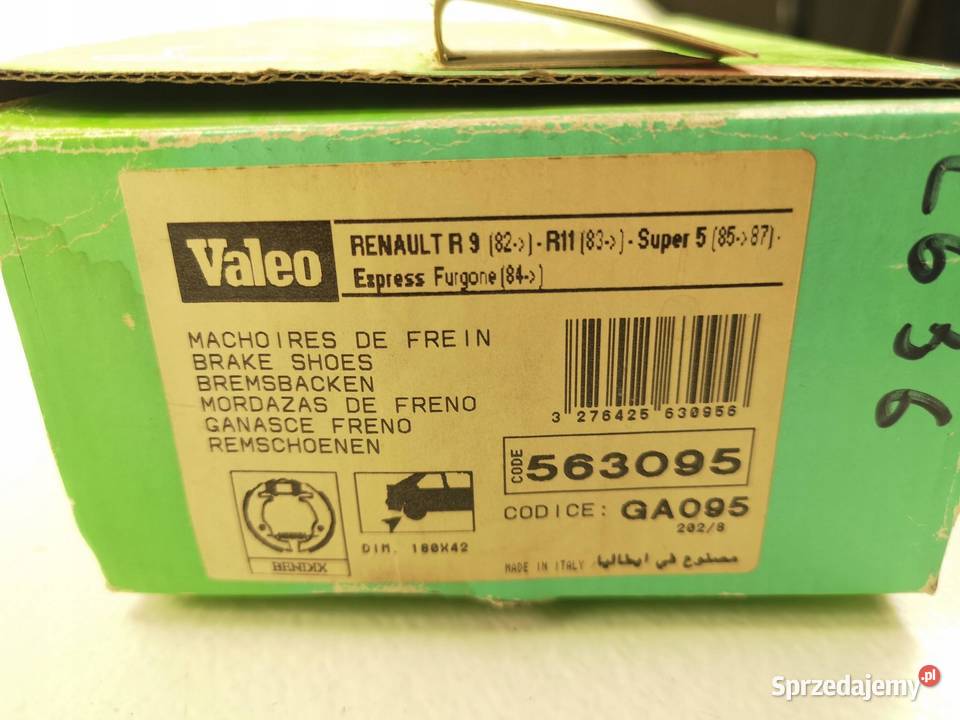 Valeo
RENAULT R 9 (82->) - R11 (83->) - Super 5 (85->87) -
Express Furgone (84->)
MACHOIRES DE FREIN
BRAKE SHOES
BREMSBACKEN
MORDAZAS DE FRENO
GANASCE FRENO
REMSCHOENEN
3 276425 630956
CODE 563095
CODICE: GA095
202/8
BENDIX
DIM. 180X42
MADE IN ITALY / مصنوع في ايطاليا
L0636
Sprzedajemy.pl